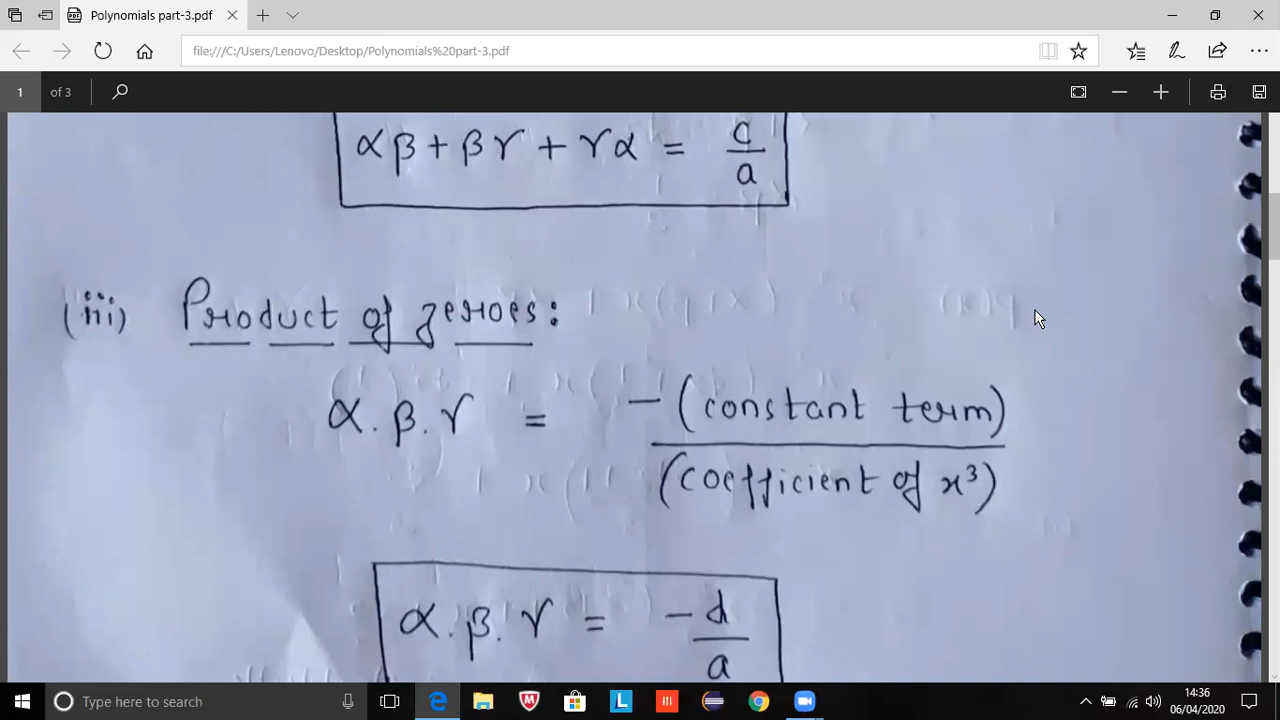 Polynomials part-3.pdf
file:///C:/Users/Lenovo/Desktop/Polynomials%20part-3.pdf
1 of 3
αβ + βγ + γα = c/a
(iii) Product of zeroes:
α.β.γ = -(constant term)/(coefficient of x³)
α.β.γ = -d/a
Type here to search
14:36
06/04/2020